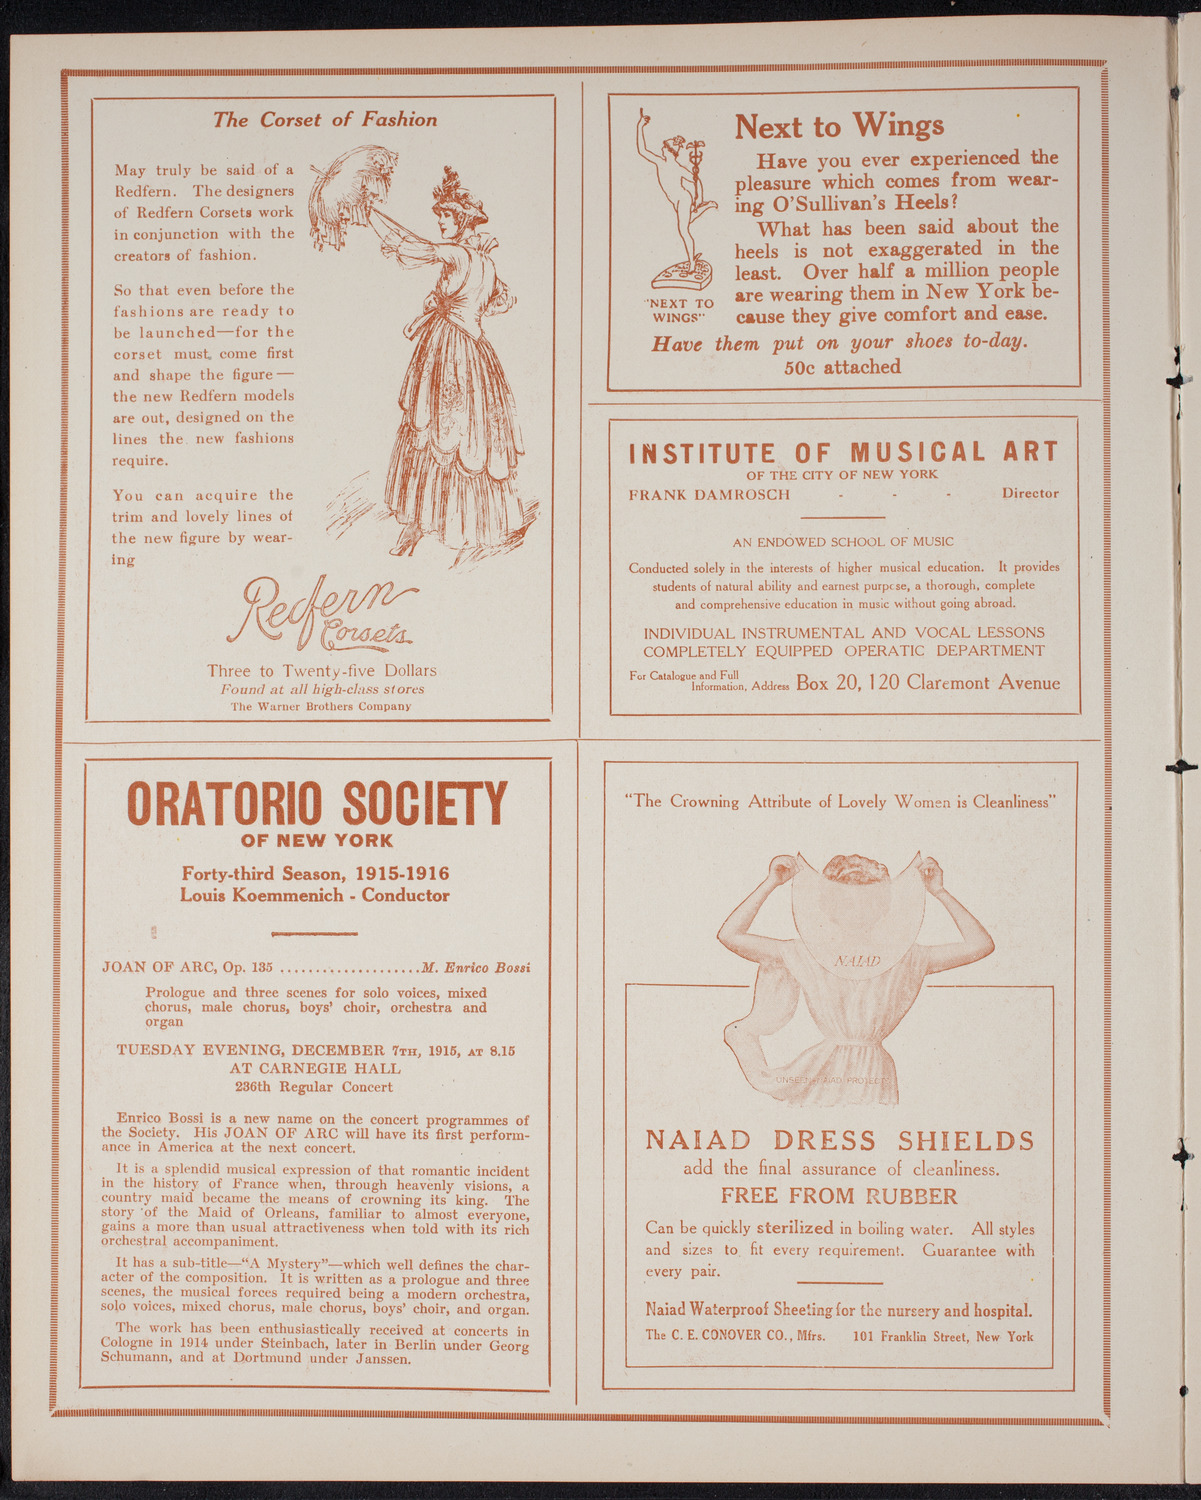 The Corset of Fashion
May truly be said of a
Redfern. The designers
of Redfern Corsets work
in conjunction with the
creators of fashion.
So that even before the
fashions are ready to
be launched—for the
corset must come first
and shape the figure—
the new Redfern models
are out, designed on the
lines the new fashions
require.
You can acquire the
trim and lovely lines of
the new figure by wear-
ing
Redfern
Corsets
Three to Twenty-five Dollars
Found at all high-class stores
The Warner Brothers Company
Next to Wings
Have you ever experienced the
pleasure which comes from wear-
ing O'Sullivan's Heels?
What has been said about the
heels is not exaggerated in the
least. Over half a million people
are wearing them in New York be-
cause they give comfort and ease.
"NEXT TO
WINGS"
Have them put on your shoes to-day.
50c attached
INSTITUTE OF MUSICAL ART
OF THE CITY OF NEW YORK
FRANK DAMROSCH - - - Director
AN ENDOWED SCHOOL OF MUSIC
Conducted solely in the interests of higher musical education. It provides
students of natural ability and earnest purpose, a thorough, complete
and comprehensive education in music without going abroad.
INDIVIDUAL INSTRUMENTAL AND VOCAL LESSONS
COMPLETELY EQUIPPED OPERATIC DEPARTMENT
For Catalogue and Full
Information, Address Box 20, 120 Claremont Avenue
ORATORIO SOCIETY
OF NEW YORK
Forty-third Season, 1915-1916
Louis Koemmenich - Conductor
JOAN OF ARC, Op. 135 ....................M. Enrico Bossi
Prologue and three scenes for solo voices, mixed
chorus, male chorus, boys' choir, orchestra and
organ
TUESDAY EVENING, DECEMBER 7TH, 1915, AT 8.15
AT CARNEGIE HALL
236th Regular Concert
Enrico Bossi is a new name on the concert programmes of
the Society. His JOAN OF ARC will have its first perform-
ance in America at the next concert.
It is a splendid musical expression of that romantic incident
in the history of France when, through heavenly visions, a
country maid became the means of crowning its king. The
story of the Maid of Orleans, familiar to almost everyone,
gains a more than usual attractiveness when told with its rich
orchestral accompaniment.
It has a sub-title—"A Mystery"—which well defines the char-
acter of the composition. It is written as a prologue and three
scenes, the musical forces required being a modern orchestra,
solo voices, mixed chorus, male chorus, boys' choir, and organ.
The work has been enthusiastically received at concerts in
Cologne in 1914 under Steinbach, later in Berlin under Georg
Schumann, and at Dortmund under Janssen.
"The Crowning Attribute of Lovely Women is Cleanliness"
NAIAD
UNSEEN NAIAD PROTECTS
NAIAD DRESS SHIELDS
add the final assurance of cleanliness.
FREE FROM RUBBER
Can be quickly sterilized in boiling water. All styles
and sizes to fit every requirement. Guarantee with
every pair.
Naiad Waterproof Sheeting for the nursery and hospital.
The C. E. CONOVER CO., Mfrs. 101 Franklin Street, New York